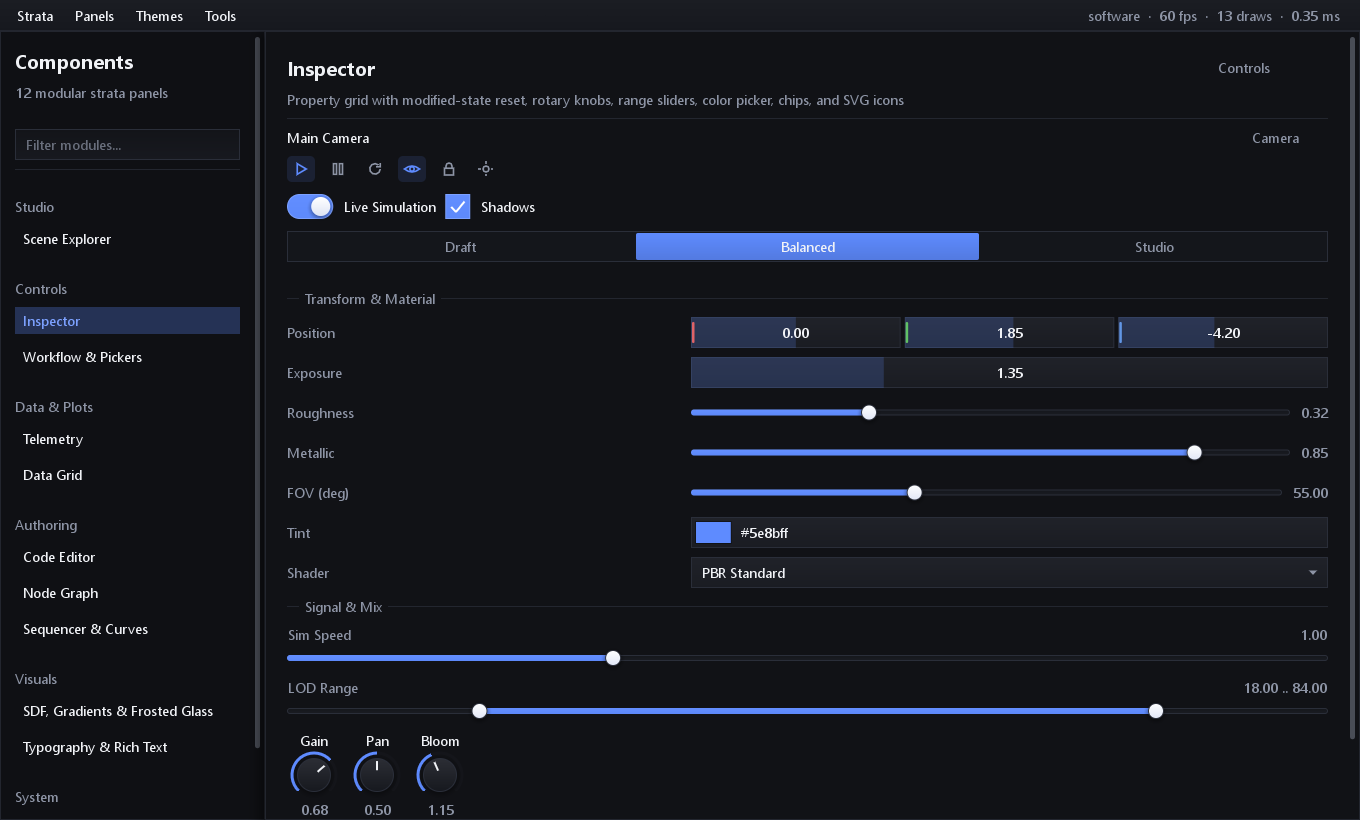 Strata Panels Themes Tools
software · 60 fps · 13 draws · 0.35 ms
Components
12 modular strata panels
Filter modules...
Studio
Scene Explorer
Controls
Inspector
Workflow & Pickers
Data & Plots
Telemetry
Data Grid
Authoring
Code Editor
Node Graph
Sequencer & Curves
Visuals
SDF, Gradients & Frosted Glass
Typography & Rich Text
System
Inspector
Controls
Property grid with modified-state reset, rotary knobs, range sliders, color picker, chips, and SVG icons
Main Camera
Camera
Live Simulation
Shadows
Draft Balanced Studio
Transform & Material
Position 0.00 1.85 -4.20
Exposure 1.35
Roughness 0.32
Metallic 0.85
FOV (deg) 55.00
Tint #5e8bff
Shader PBR Standard
Signal & Mix
Sim Speed 1.00
LOD Range 18.00 .. 84.00
Gain Pan Bloom
0.68 0.50 1.15